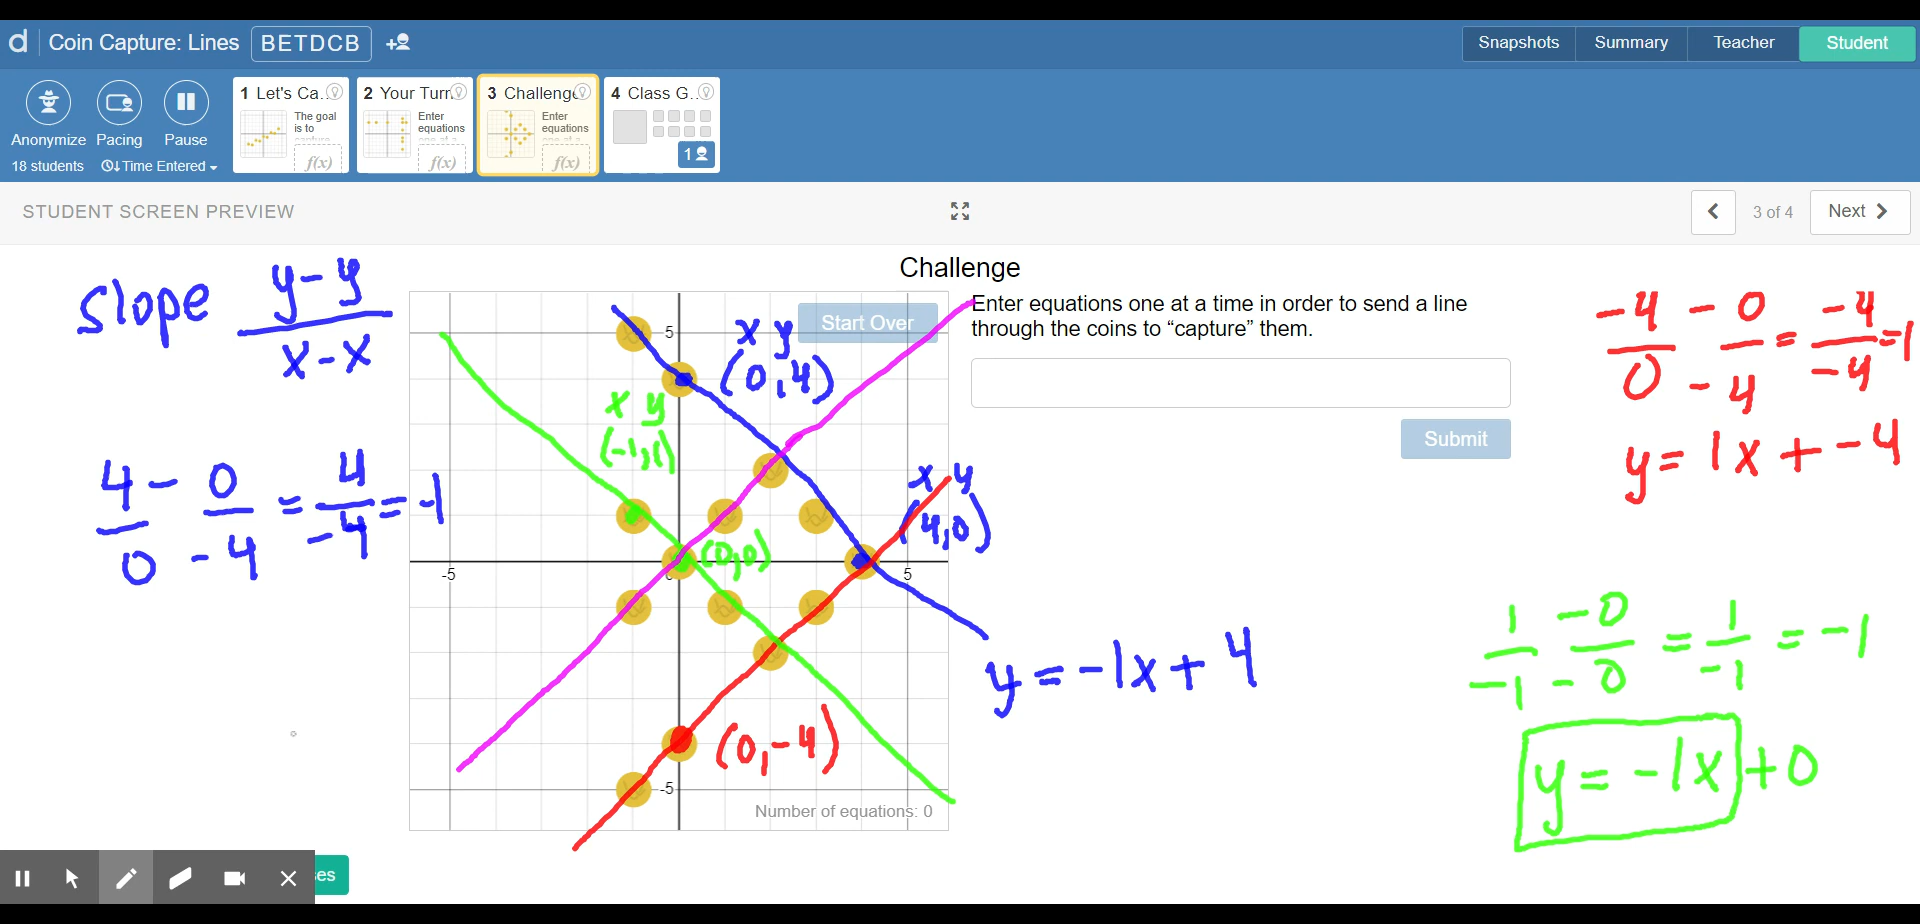 d Coin Capture: Lines BETDCB
Snapshots Summary Teacher Student
Anonymize Pacing Pause
18 students Time Entered
1 Let's Ca...
The goal
is to
f(x)
2 Your Turn
Enter
equations
f(x)
3 Challenge
Enter
equations
f(x)
4 Class G...
1
STUDENT SCREEN PREVIEW
3 of 4 Next
Challenge
Enter equations one at a time in order to send a line
through the coins to “capture” them.
Start Over
Submit
slope y-y
x-x
4 - 0 = 4 = -1
0 - 4 -4
x y
(0,4)
x y
(-1,1)
(0,0)
x y
(4,0)
(0,-4)
5
-5 0 5
-5
Number of equations: 0
y = -1x + 4
-4 - 0 = -4 = 1
0 - 4 -4
y = 1x + -4
1 - 0 = 1 = -1
-1 - 0 -1
y = -1x + 0
es